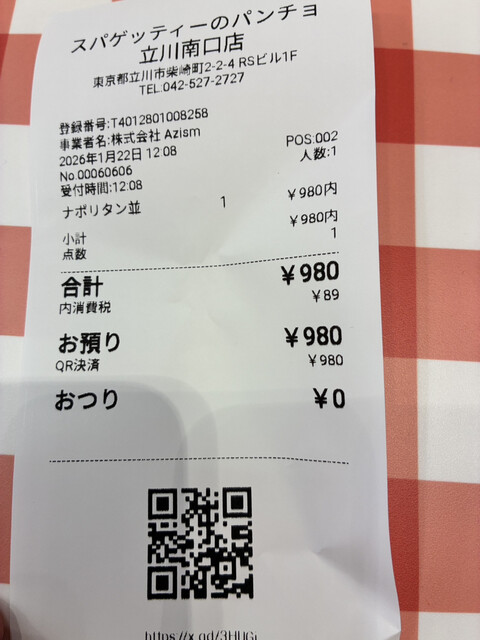 スパゲッティーのパンチョ
立川南口店
東京都立川市柴崎町2-2-4 RSビル1F
TEL:042-527-2727
登録番号:T4012801008258
事業者名:株式会社 Azism
2026年1月22日 12:08 POS:002
No.00060606 人数:1
受付時間:12:08
ナポリタン並 1 ¥980内
小計 ¥980内
点数 1
合計 ¥980
内消費税 ¥89
お預り ¥980
QR決済 ¥980
おつり ¥0